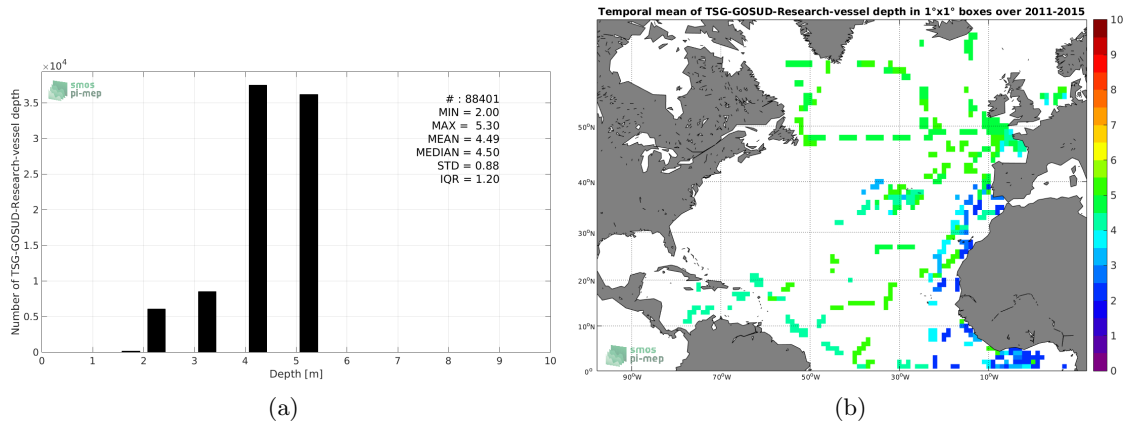 Temporal mean of TSG-GOSUD-Research-vessel depth in 1°x1° boxes over 2011-2015
×10⁴
smos
pi-mep
# : 88401
MIN = 2.00
MAX = 5.30
MEAN = 4.49
MEDIAN = 4.50
STD = 0.88
IQR = 1.20
Number of TSG-GOSUD-Research-vessel depth
3.5
3
2.5
2
1.5
1
0.5
0
0 1 2 3 4 5 6 7 8 9 10
Depth [m]
(a)
50°N
40°N
30°N
20°N
10°N
0°
90°W 70°W 50°W 30°W 10°W
smos
pi-mep
10
9
8
7
6
5
4
3
2
1
0
(b)